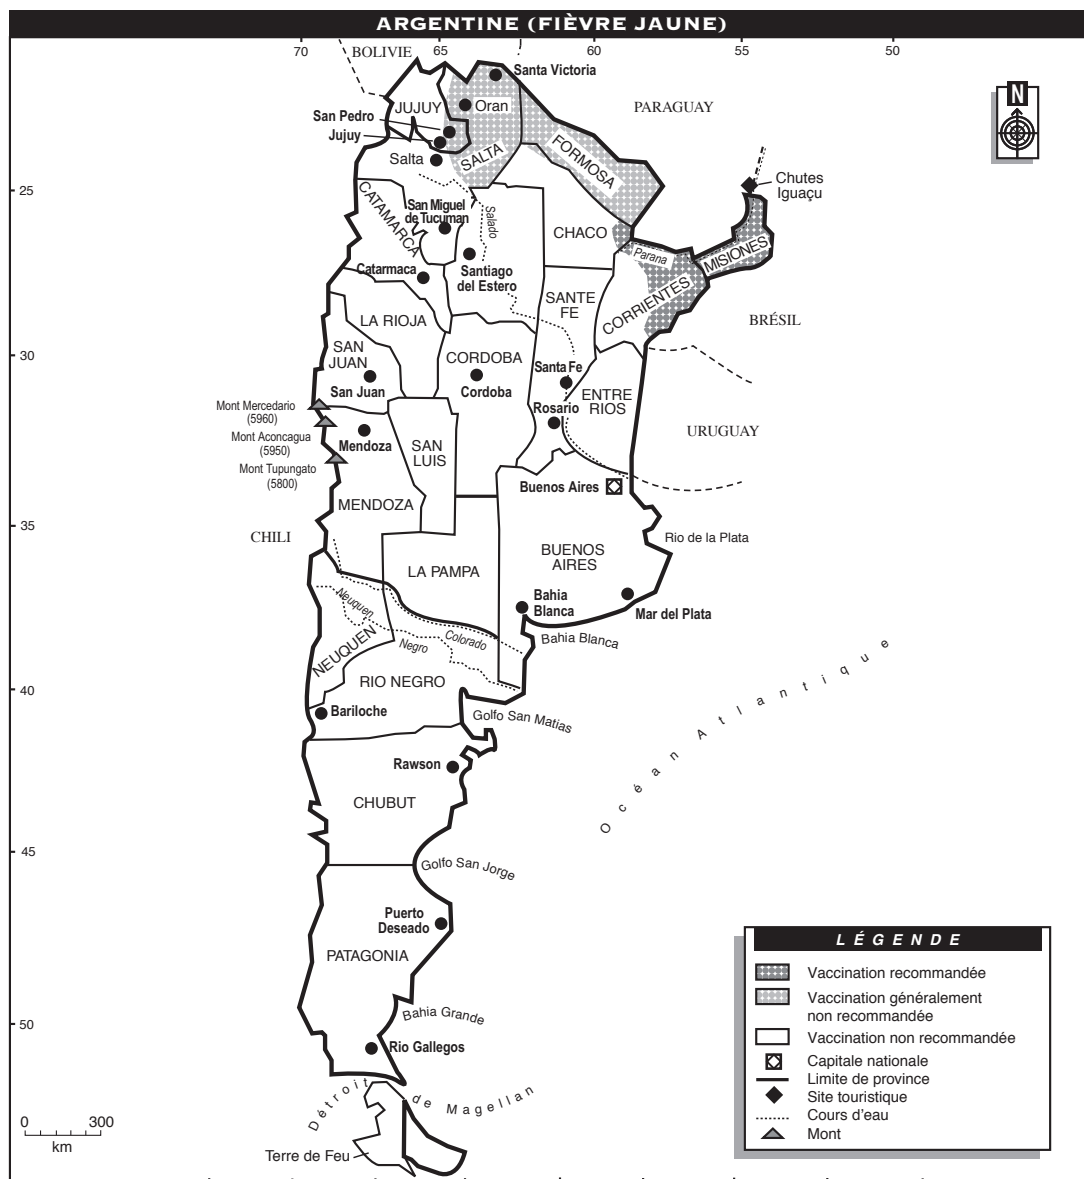 ARGENTINE (FIÈVRE JAUNE)
70
65
60
55
50
BOLIVIE
Santa Victoria
PARAGUAY
N
JUJUY
Oran
San Pedro
Jujuy
Salta
SALTA
FORMOSA
Chutes
Iguaçu
25
CATAMARCA
San Miguel
de Tucuman
Salado
CHACO
Parana
MISIONES
Catarmaca
Santiago
del Estero
SANTE
FE
CORRIENTES
LA RIOJA
BRÉSIL
30
SAN
JUAN
San Juan
CORDOBA
Cordoba
Santa Fe
ENTRE
RIOS
Rosario
Mont Mercedario
(5960)
Mont Aconcagua
(5950)
Mont Tupungato
(5800)
Mendoza
SAN
LUIS
URUGUAY
Buenos Aires
MENDOZA
35
CHILI
Rio de la Plata
BUENOS
AIRES
LA PAMPA
Bahia
Blanca
Mar del Plata
Neuquen
Colorado
Negro
Bahia Blanca
NEUQUEN
RIO NEGRO
40
Bariloche
Golfo San Matias
Océan Atlantique
Rawson
CHUBUT
45
Golfo San Jorge
Puerto
Deseado
PATAGONIA
50
Bahia Grande
Rio Gallegos
Détroit de Magellan
Terre de Feu
0 300
km
LÉGENDE
Vaccination recommandée
Vaccination généralement
non recommandée
Vaccination non recommandée
Capitale nationale
Limite de province
Site touristique
Cours d'eau
Mont